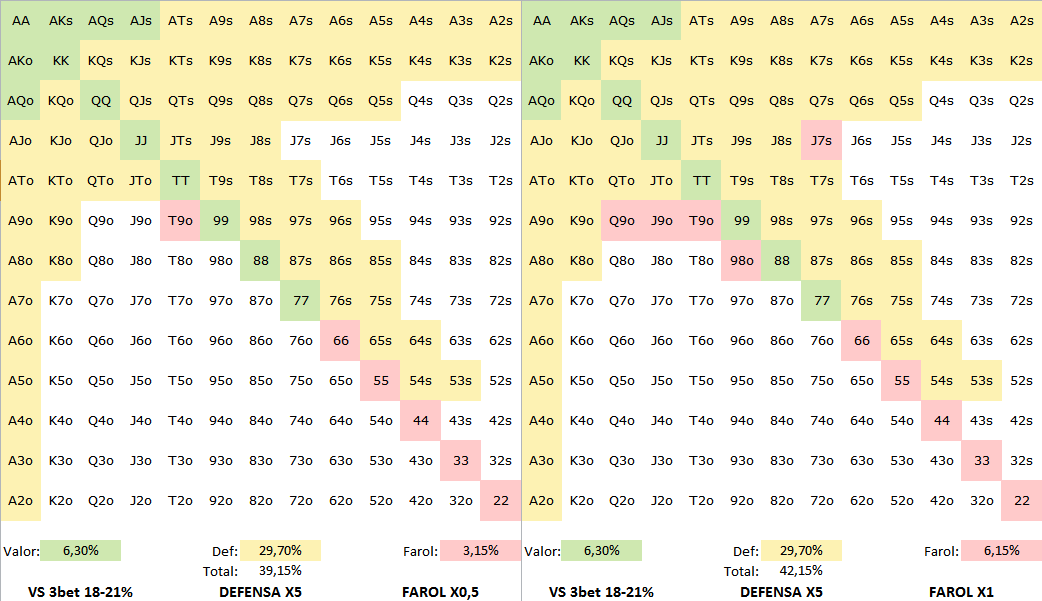 AA AKs AQs AJs ATs A9s A8s A7s A6s A5s A4s A3s A2s AA AKs AQs AJs ATs A9s A8s A7s A6s A5s A4s A3s A2s
AKo KK KQs KJs KTs K9s K8s K7s K6s K5s K4s K3s K2s AKo KK KQs KJs KTs K9s K8s K7s K6s K5s K4s K3s K2s
AQo KQo QQ QJs QTs Q9s Q8s Q7s Q6s Q5s Q4s Q3s Q2s AQo KQo QQ QJs QTs Q9s Q8s Q7s Q6s Q5s Q4s Q3s Q2s
AJo KJo QJo JJ JTs J9s J8s J7s J6s J5s J4s J3s J2s AJo KJo QJo JJ JTs J9s J8s J7s J6s J5s J4s J3s J2s
ATo KTo QTo JTo TT T9s T8s T7s T6s T5s T4s T3s T2s ATo KTo QTo JTo TT T9s T8s T7s T6s T5s T4s T3s T2s
A9o K9o Q9o J9o T9o 99 98s 97s 96s 95s 94s 93s 92s A9o K9o Q9o J9o T9o 99 98s 97s 96s 95s 94s 93s 92s
A8o K8o Q8o J8o T8o 98o 88 87s 86s 85s 84s 83s 82s A8o K8o Q8o J8o T8o 98o 88 87s 86s 85s 84s 83s 82s
A7o K7o Q7o J7o T7o 97o 87o 77 76s 75s 74s 73s 72s A7o K7o Q7o J7o T7o 97o 87o 77 76s 75s 74s 73s 72s
A6o K6o Q6o J6o T6o 96o 86o 76o 66 65s 64s 63s 62s A6o K6o Q6o J6o T6o 96o 86o 76o 66 65s 64s 63s 62s
A5o K5o Q5o J5o T5o 95o 85o 75o 65o 55 54s 53s 52s A5o K5o Q5o J5o T5o 95o 85o 75o 65o 55 54s 53s 52s
A4o K4o Q4o J4o T4o 94o 84o 74o 64o 54o 44 43s 42s A4o K4o Q4o J4o T4o 94o 84o 74o 64o 54o 44 43s 42s
A3o K3o Q3o J3o T3o 93o 83o 73o 63o 53o 43o 33 32s A3o K3o Q3o J3o T3o 93o 83o 73o 63o 53o 43o 33 32s
A2o K2o Q2o J2o T2o 92o 82o 72o 62o 52o 42o 32o 22 A2o K2o Q2o J2o T2o 92o 82o 72o 62o 52o 42o 32o 22
Valor: 6,30% Def: 29,70% Farol: 3,15% Valor: 6,30% Def: 29,70% Farol: 6,15%
Total: 39,15% Total: 42,15%
VS 3bet 18-21% DEFENSA X5 FAROL X0,5 VS 3bet 18-21% DEFENSA X5 FAROL X1